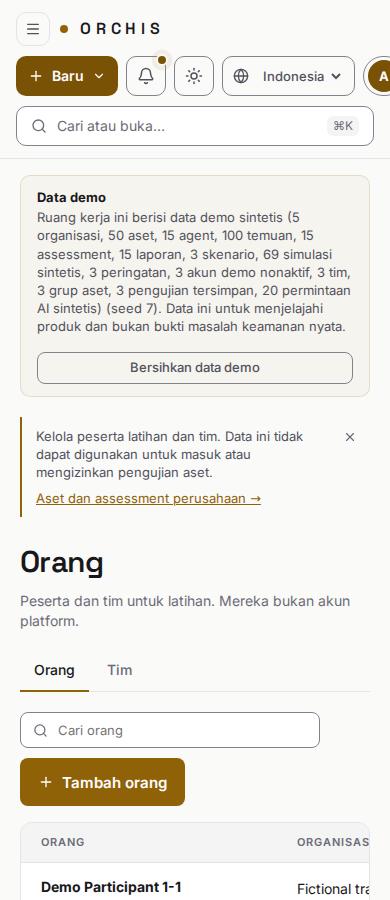 ORCHIS
Baru
Indonesia
A
Cari atau buka...
⌘K
Data demo
Ruang kerja ini berisi data demo sintetis (5
organisasi, 50 aset, 15 agent, 100 temuan, 15
assessment, 15 laporan, 3 skenario, 69 simulasi
sintetis, 3 peringatan, 3 akun demo nonaktif, 3 tim,
3 grup aset, 3 pengujian tersimpan, 20 permintaan
AI sintetis) (seed 7). Data ini untuk menjelajahi
produk dan bukan bukti masalah keamanan nyata.
Bersihkan data demo
Kelola peserta latihan dan tim. Data ini tidak
dapat digunakan untuk masuk atau
mengizinkan pengujian aset.
Aset dan assessment perusahaan →
Orang
Peserta dan tim untuk latihan. Mereka bukan akun
platform.
Orang Tim
Cari orang
+ Tambah orang
ORANG ORGANISAS
Demo Participant 1-1 Fictional tra